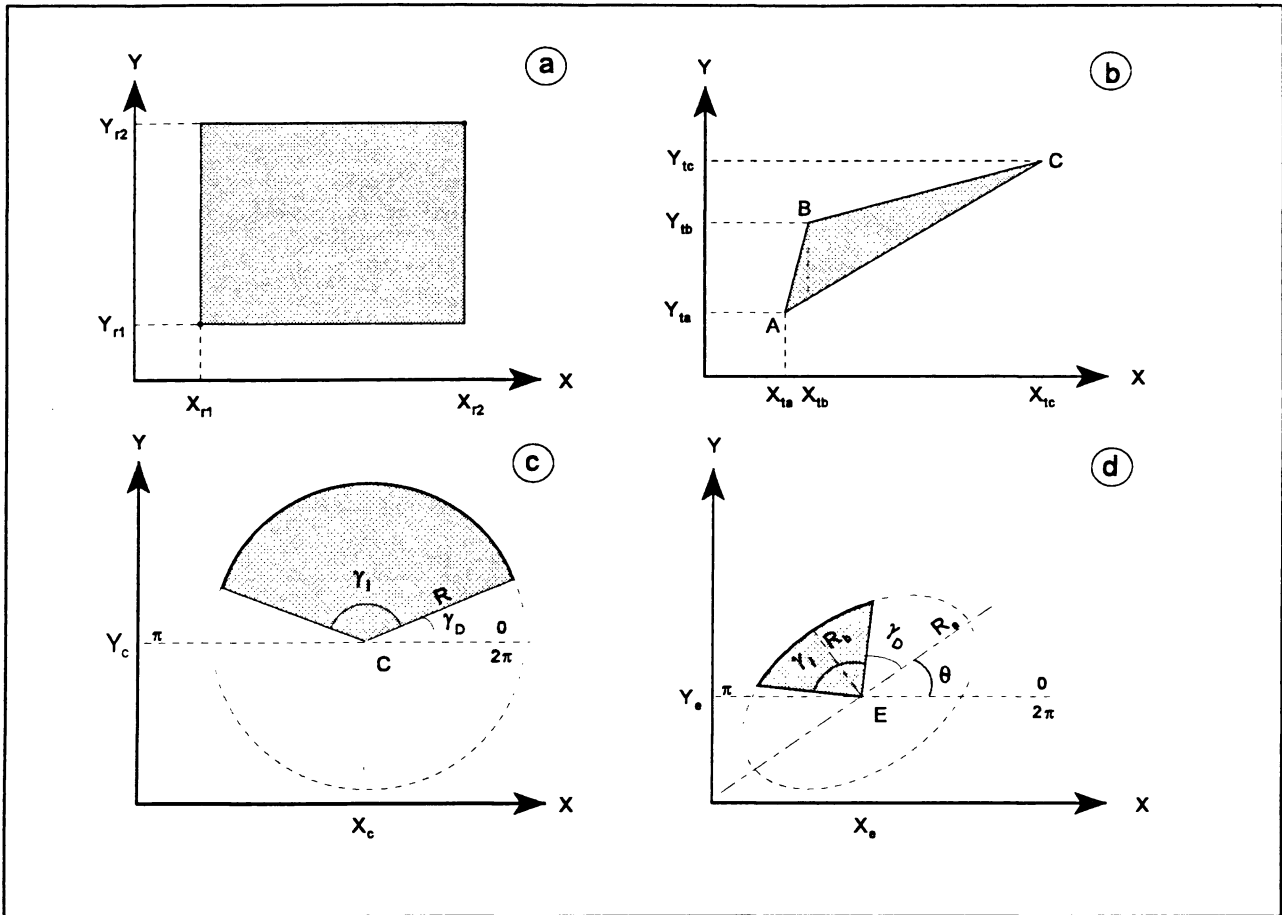 a
Y
Y_r2
Y_r1
X
X_r1
X_r2
b
Y
Y_tc
C
B
Y_tb
Y_ta
A
X
X_ta
X_tb
X_tc
c
Y
γ_I
R
γ_D
0
Y_c
π
C
2π
X
X_c
d
Y
γ_I
R_b
γ_D
R_a
θ
0
Y_e
π
E
2π
X
X_e